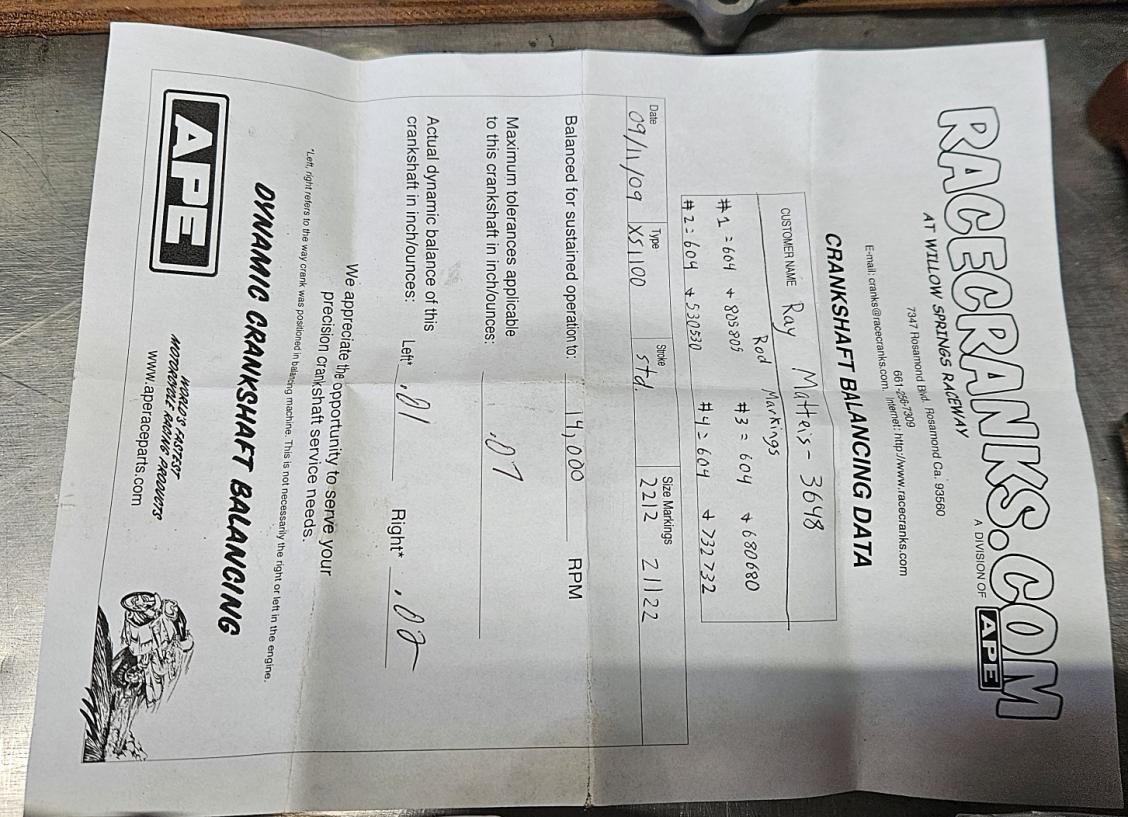 RACECRANKS.COM
AT WILLOW SPRINGS RACEWAY
A DIVISION OF APE
7347 Rosamond Blvd. Rosamond Ca. 93560
661-256-7309
E-mail: cranks@racecranks.com Internet: http://www.racecranks.com
CRANKSHAFT BALANCING DATA
CUSTOMER NAME Ray Matteis - 3648
Rod Markings
#1 = 604 + 805805 #3 = 604 + 680680
#2 = 604 + 530530 #4 = 604 + 732732
Date Type Stroke Size Markings
09/11/09 XS1100 Std. 2212 21122
Balanced for sustained operation to: 14,000 RPM
Maximum tolerances applicable
to this crankshaft in inch/ounces: .07
Actual dynamic balance of this
crankshaft in inch/ounces: Left* .01 Right* .02
We appreciate the opportunity to serve your
precision crankshaft service needs.
*Left, right refers to the way crank was positioned in balancing machine. This is not necessarily the right or left in the engine.
DYNAMIC CRANKSHAFT BALANCING
APE
WORLD'S FASTEST
MOTORCYCLE RACING PRODUCTS
www.aperaceparts.com